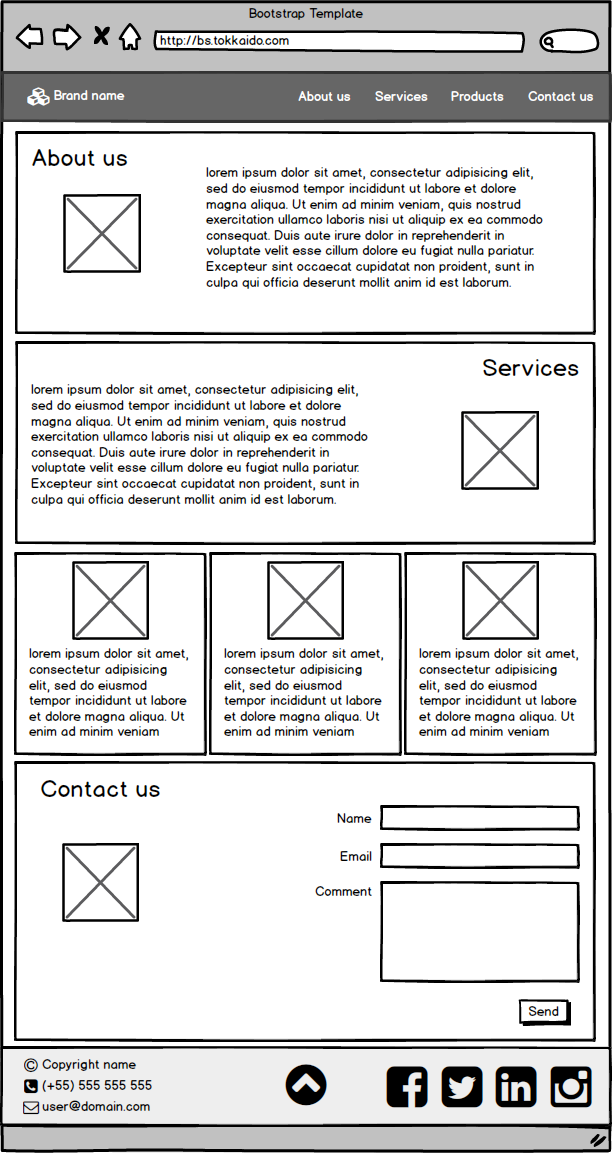 Bootstrap Template
http://bs.tokkaido.com
Brand name
About us
Services
Products
Contact us
About us
lorem ipsum dolor sit amet, consectetur adipisicing elit,
sed do eiusmod tempor incididunt ut labore et dolore
magna aliqua. Ut enim ad minim veniam, quis nostrud
exercitation ullamco laboris nisi ut aliquip ex ea commodo
consequat. Duis aute irure dolor in reprehenderit in
voluptate velit esse cillum dolore eu fugiat nulla pariatur.
Excepteur sint occaecat cupidatat non proident, sunt in
culpa qui officia deserunt mollit anim id est laborum.
Services
lorem ipsum dolor sit amet, consectetur adipisicing elit,
sed do eiusmod tempor incididunt ut labore et dolore
magna aliqua. Ut enim ad minim veniam, quis nostrud
exercitation ullamco laboris nisi ut aliquip ex ea commodo
consequat. Duis aute irure dolor in reprehenderit in
voluptate velit esse cillum dolore eu fugiat nulla pariatur.
Excepteur sint occaecat cupidatat non proident, sunt in
culpa qui officia deserunt mollit anim id est laborum.
lorem ipsum dolor sit amet,
consectetur adipisicing
elit, sed do eiusmod
tempor incididunt ut labore
et dolore magna aliqua. Ut
enim ad minim veniam
lorem ipsum dolor sit amet,
consectetur adipisicing
elit, sed do eiusmod
tempor incididunt ut labore
et dolore magna aliqua. Ut
enim ad minim veniam
lorem ipsum dolor sit amet,
consectetur adipisicing
elit, sed do eiusmod
tempor incididunt ut labore
et dolore magna aliqua. Ut
enim ad minim veniam
Contact us
Name
Email
Comment
Send
© Copyright name
(+55) 555 555 555
user@domain.com